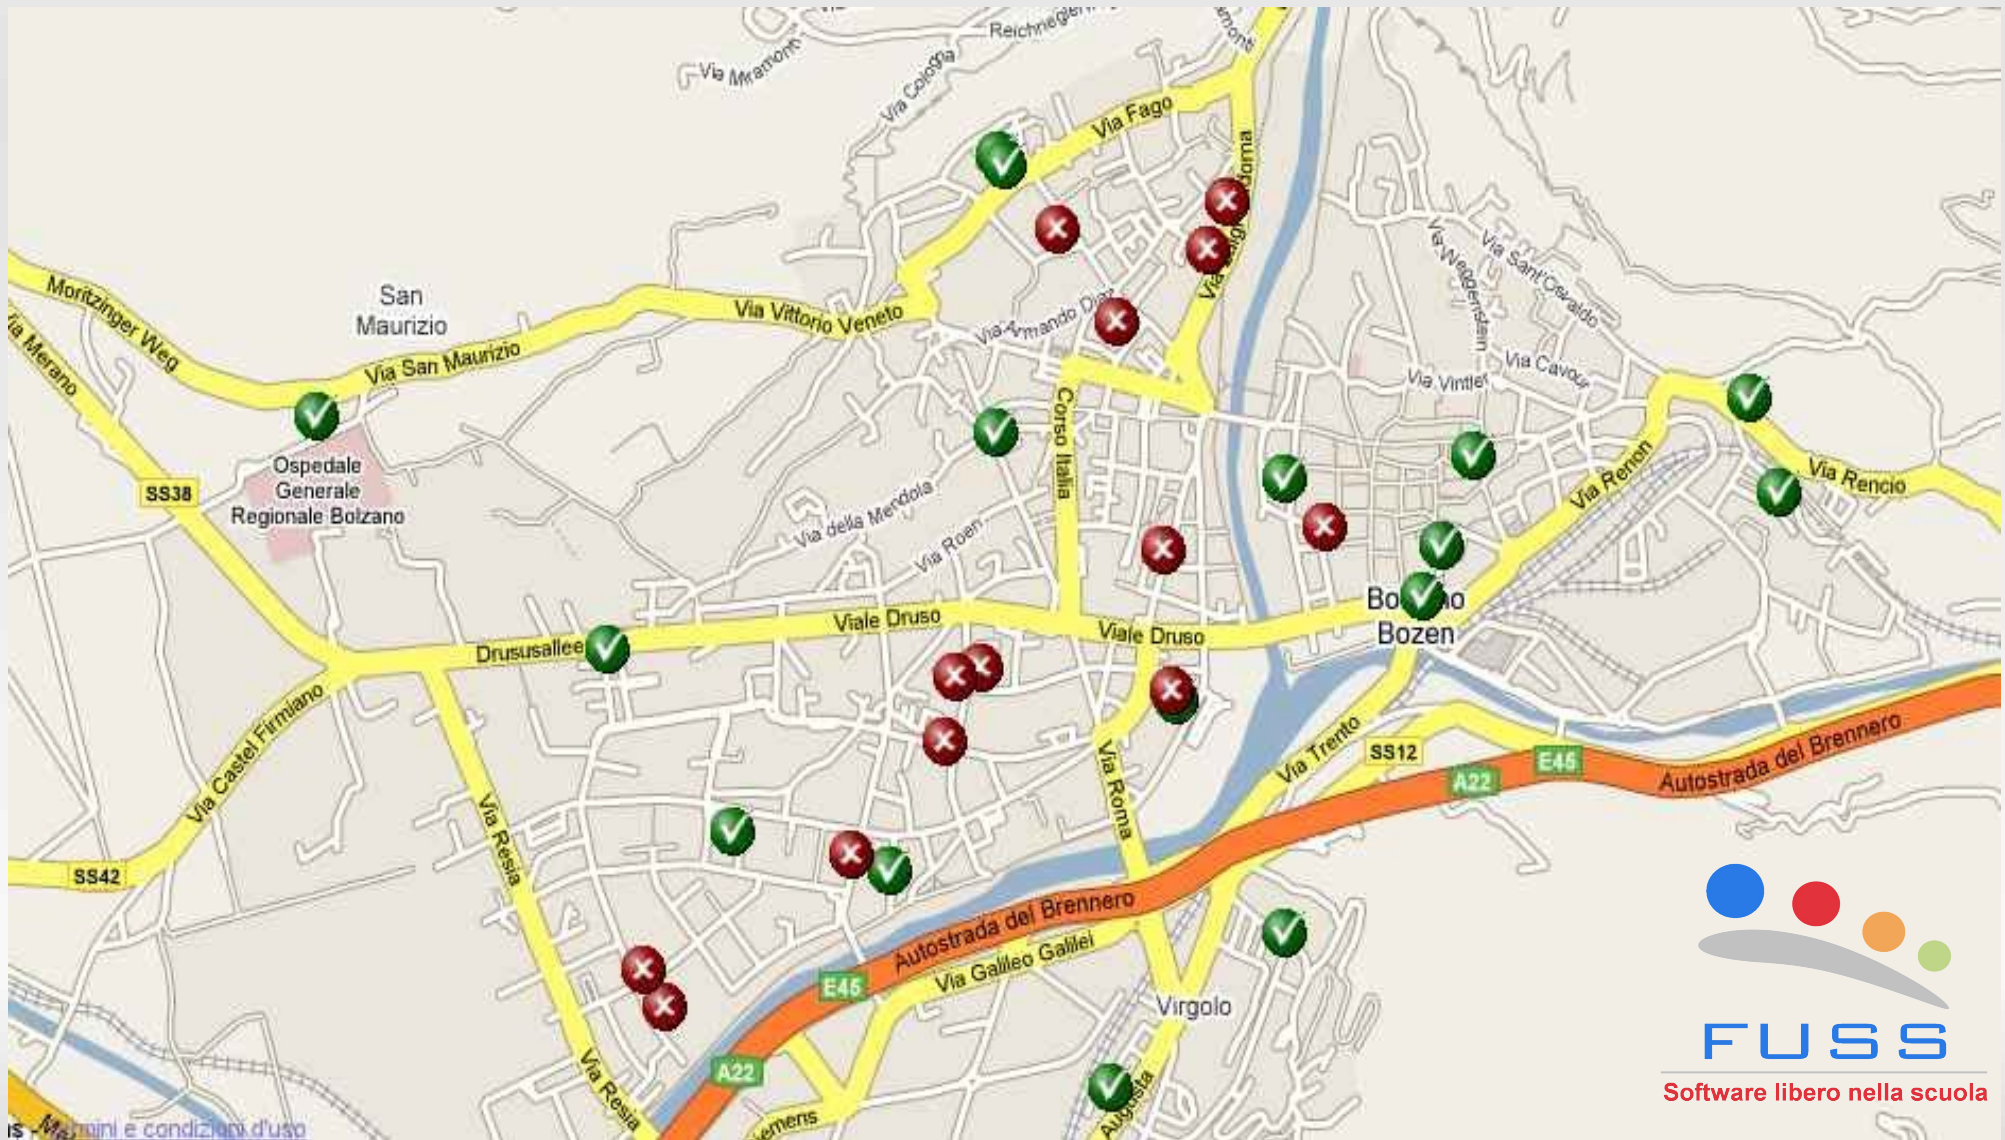 Reichriegler
Via Miramonti
Via Cologna
Via Fago
Moritzinger Weg
San
Maurizio
Via Vittorio Veneto
Via Armando Diaz
Via Sant'Osvaldo
Via Weggenstein
Via Cavour
Via Vintler
Via San Maurizio
Via Merano
Corso Italia
Ospedale
Generale
Regionale Bolzano
SS38
Via della Mendola
Via Roen
Via Renon
Via Rencio
Viale Druso
Viale Druso
Drususallee
Bozen
Via Castel Firmiano
Via Resia
Via Roma
Via Trento
SS12
E45
A22
Autostrada del Brennero
SS42
Autostrada del Brennero
Via Galileo Galilei
E45
Virgolo
A22
Via Resia
Augusta
FUSS
Software libero nella scuola
condizioni d'uso